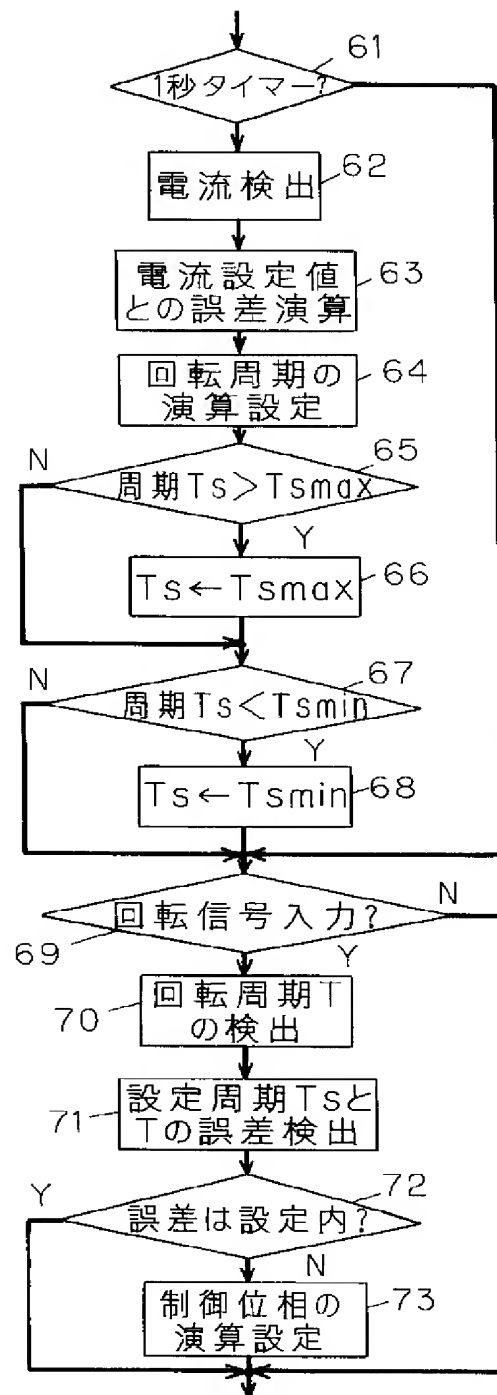 61
1秒タイマー?
電流検出
62
電流設定値
との誤差演算
63
回転周期の
演算設定
64
65
N
周期Ts>Tsmax
Y
Ts←Tsmax
66
67
N
周期Ts<Tsmin
Y
Ts←Tsmin
68
N
回転信号入力?
69
Y
70
回転周期T
の検出
71
設定周期Tsと
Tの誤差検出
72
Y
誤差は設定内?
N
制御位相の
演算設定
73